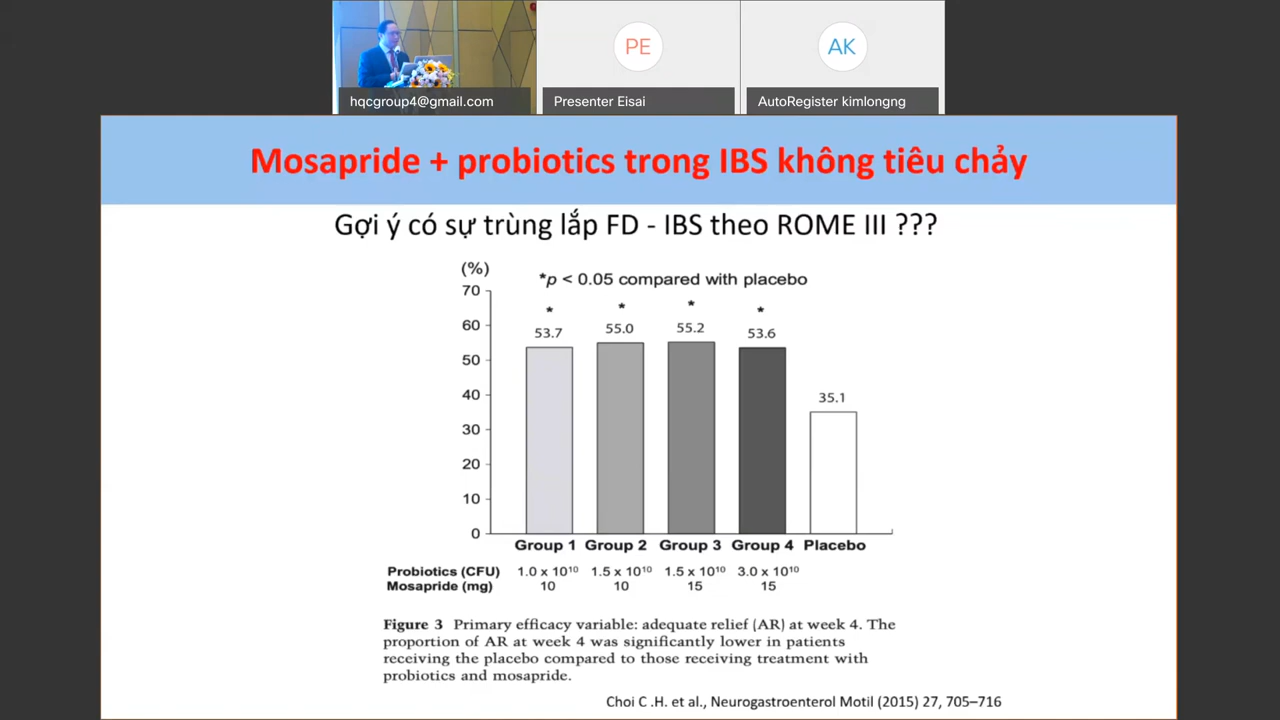 PE
AK
hqcgroup4@gmail.com
Presenter Eisai
AutoRegister kimlongng
Mosapride + probiotics trong IBS không tiêu chảy
Gợi ý có sự trùng lắp FD - IBS theo ROME III ???
(%)
*p < 0.05 compared with placebo
70
60
50
40
30
20
10
0
* * * *
53.7 55.0 55.2 53.6 35.1
Group 1 Group 2 Group 3 Group 4 Placebo
Probiotics (CFU) 1.0 x 10¹⁰ 1.5 x 10¹⁰ 1.5 x 10¹⁰ 3.0 x 10¹⁰
Mosapride (mg) 10 10 15 15
Figure 3 Primary efficacy variable: adequate relief (AR) at week 4. The
proportion of AR at week 4 was significantly lower in patients
receiving the placebo compared to those receiving treatment with
probiotics and mosapride.
Choi C .H. et al., Neurogastroenterol Motil (2015) 27, 705–716